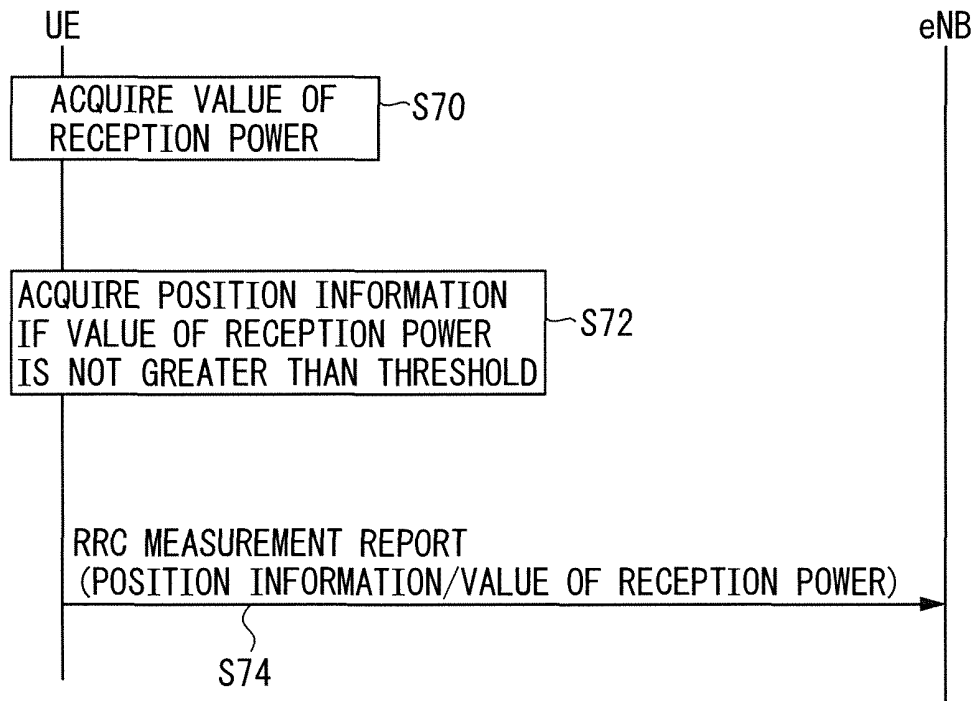 UE
eNB
ACQUIRE VALUE OF
RECEPTION POWER
S70
ACQUIRE POSITION INFORMATION
IF VALUE OF RECEPTION POWER
IS NOT GREATER THAN THRESHOLD
S72
RRC MEASUREMENT REPORT
(POSITION INFORMATION/VALUE OF RECEPTION POWER)
S74